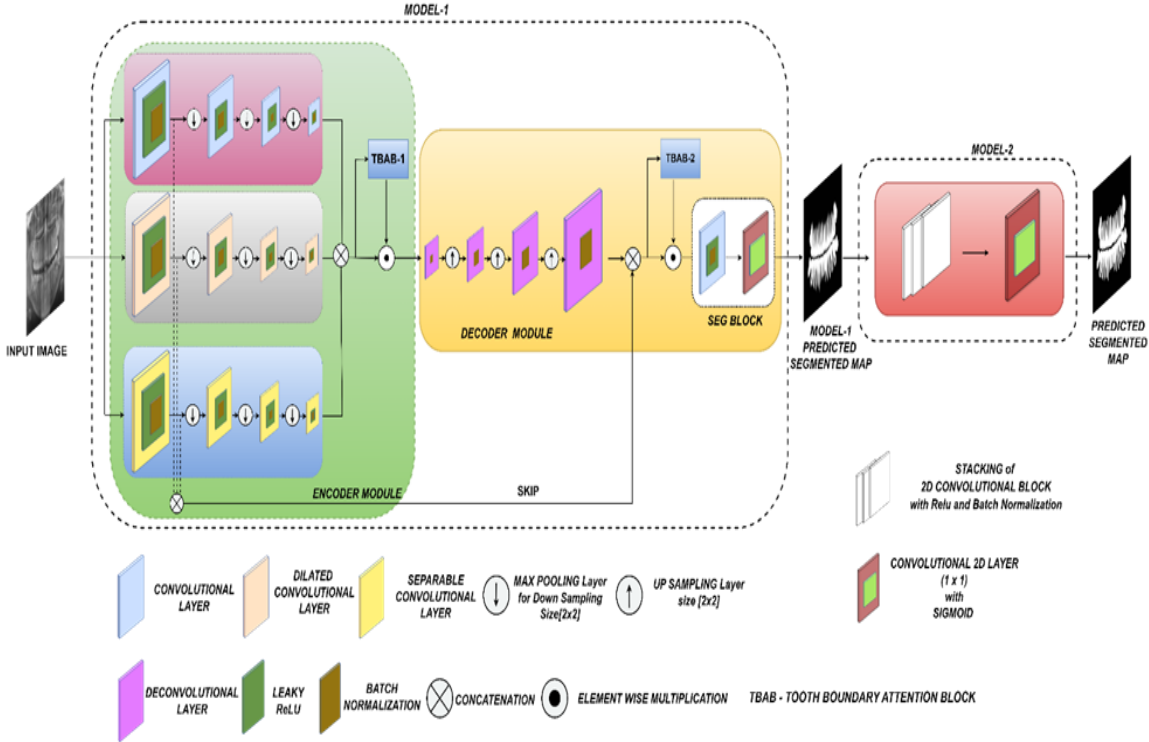 MODEL-1
MODEL-2
TBAB-1
TBAB-2
INPUT IMAGE
DECODER MODULE
SEG BLOCK
MODEL-1
PREDICTED
SEGMENTED MAP
PREDICTED
SEGMENTED
MAP
ENCODER MODULE
SKIP
STACKING of
2D CONVOLUTIONAL BLOCK
with Relu and Batch Normalization
CONVOLUTIONAL 2D LAYER
(1 x 1)
with
SIGMOID
CONVOLUTIONAL
LAYER
DILATED
CONVOLUTIONAL
LAYER
SEPARABLE
CONVOLUTIONAL
LAYER
MAX POOLING Layer
for Down Sampling
Size[2x2]
UP SAMPLING Layer
size [2x2]
DECONVOLUTIONAL
LAYER
LEAKY
ReLU
BATCH
NORMALIZATION
CONCATENATION
ELEMENT WISE MULTIPLICATION
TBAB - TOOTH BOUNDARY ATTENTION BLOCK